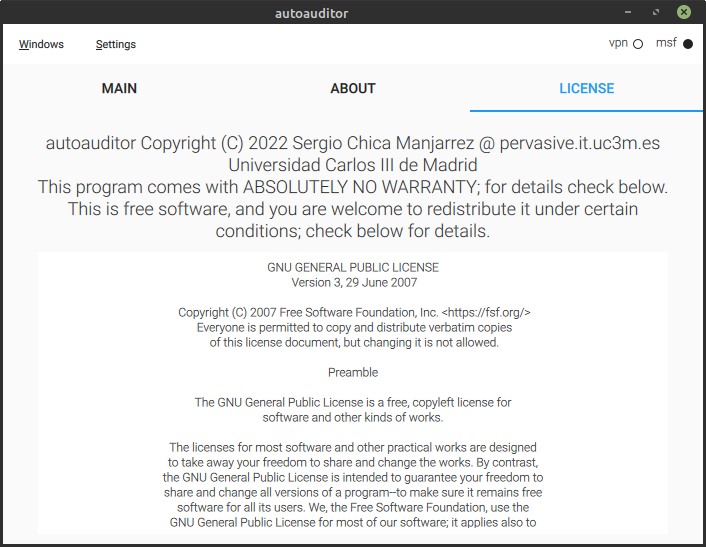 autoauditor
Windows Settings vpn msf
MAIN ABOUT LICENSE
autoauditor Copyright (C) 2022 Sergio Chica Manjarrez @ pervasive.it.uc3m.es
Universidad Carlos III de Madrid
This program comes with ABSOLUTELY NO WARRANTY; for details check below.
This is free software, and you are welcome to redistribute it under certain
conditions; check below for details.
GNU GENERAL PUBLIC LICENSE
Version 3, 29 June 2007
Copyright (C) 2007 Free Software Foundation, Inc. <https://fsf.org/>
Everyone is permitted to copy and distribute verbatim copies
of this license document, but changing it is not allowed.
Preamble
The GNU General Public License is a free, copyleft license for
software and other kinds of works.
The licenses for most software and other practical works are designed
to take away your freedom to share and change the works. By contrast,
the GNU General Public License is intended to guarantee your freedom to
share and change all versions of a program--to make sure it remains free
software for all its users. We, the Free Software Foundation, use the
GNU General Public License for most of our software; it applies also to